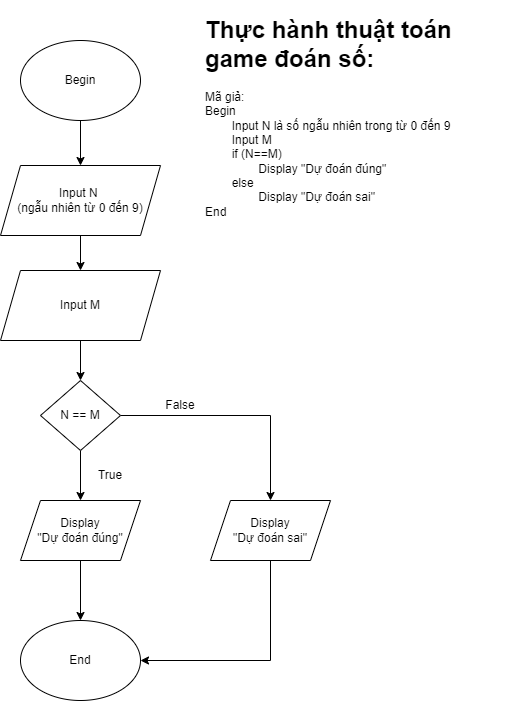 Thực hành thuật toán
game đoán số:
Mã giả:
Begin
Input N là số ngẫu nhiên trong từ 0 đến 9
Input M
if (N==M)
Display "Dự đoán đúng"
else
Display "Dự đoán sai"
End
Begin
Input N
(ngẫu nhiên từ 0 đến 9)
Input M
N == M
False
True
Display
"Dự đoán đúng"
Display
"Dự đoán sai"
End